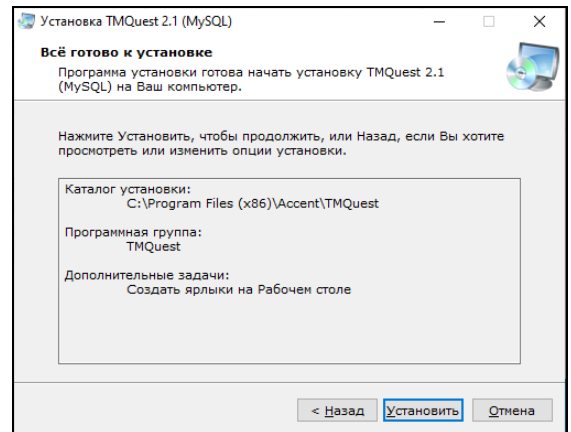 Установка TMQuest 2.1 (MySQL)
Всё готово к установке
Программа установки готова начать установку TMQuest 2.1
(MySQL) на Ваш компьютер.
Нажмите Установить, чтобы продолжить, или Назад, если Вы хотите
просмотреть или изменить опции установки.
Каталог установки:
C:\Program Files (x86)\Accent\TMQuest
Программная группа:
TMQuest
Дополнительные задачи:
Создать ярлыки на Рабочем столе
< Назад Установить Отмена